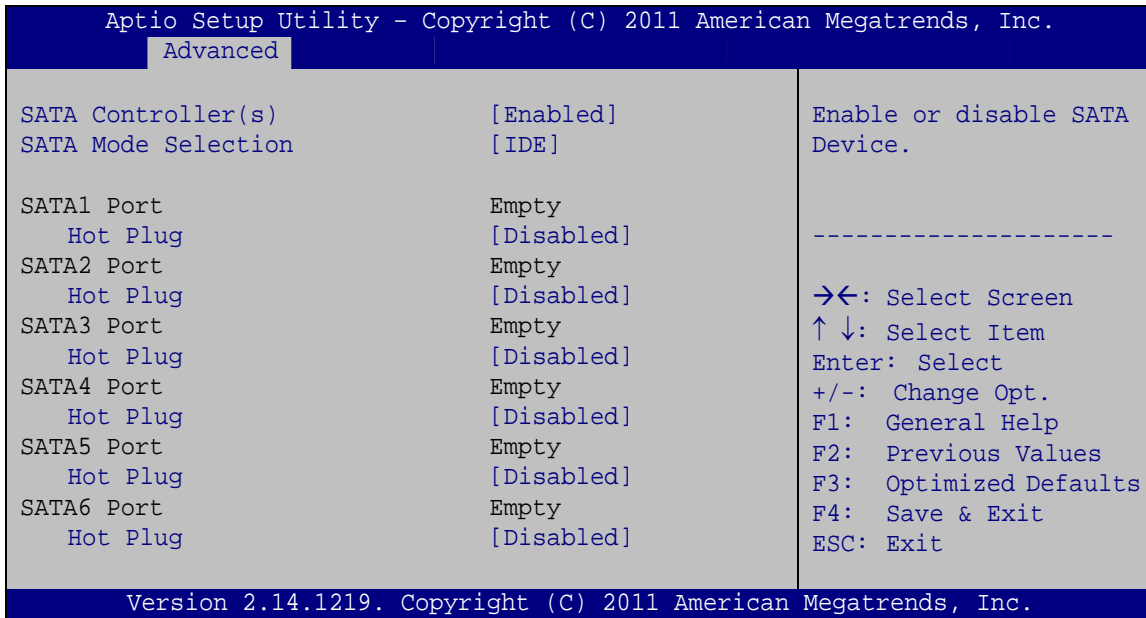 Aptio Setup Utility – Copyright (C) 2011 American Megatrends, Inc.
Advanced
SATA Controller(s) [Enabled]
SATA Mode Selection [IDE]
SATA1 Port Empty
Hot Plug [Disabled]
SATA2 Port Empty
Hot Plug [Disabled]
SATA3 Port Empty
Hot Plug [Disabled]
SATA4 Port Empty
Hot Plug [Disabled]
SATA5 Port Empty
Hot Plug [Disabled]
SATA6 Port Empty
Hot Plug [Disabled]
Enable or disable SATA
Device.
---------------------
→←: Select Screen
↑ ↓: Select Item
Enter: Select
+/-: Change Opt.
F1: General Help
F2: Previous Values
F3: Optimized Defaults
F4: Save & Exit
ESC: Exit
Version 2.14.1219. Copyright (C) 2011 American Megatrends, Inc.